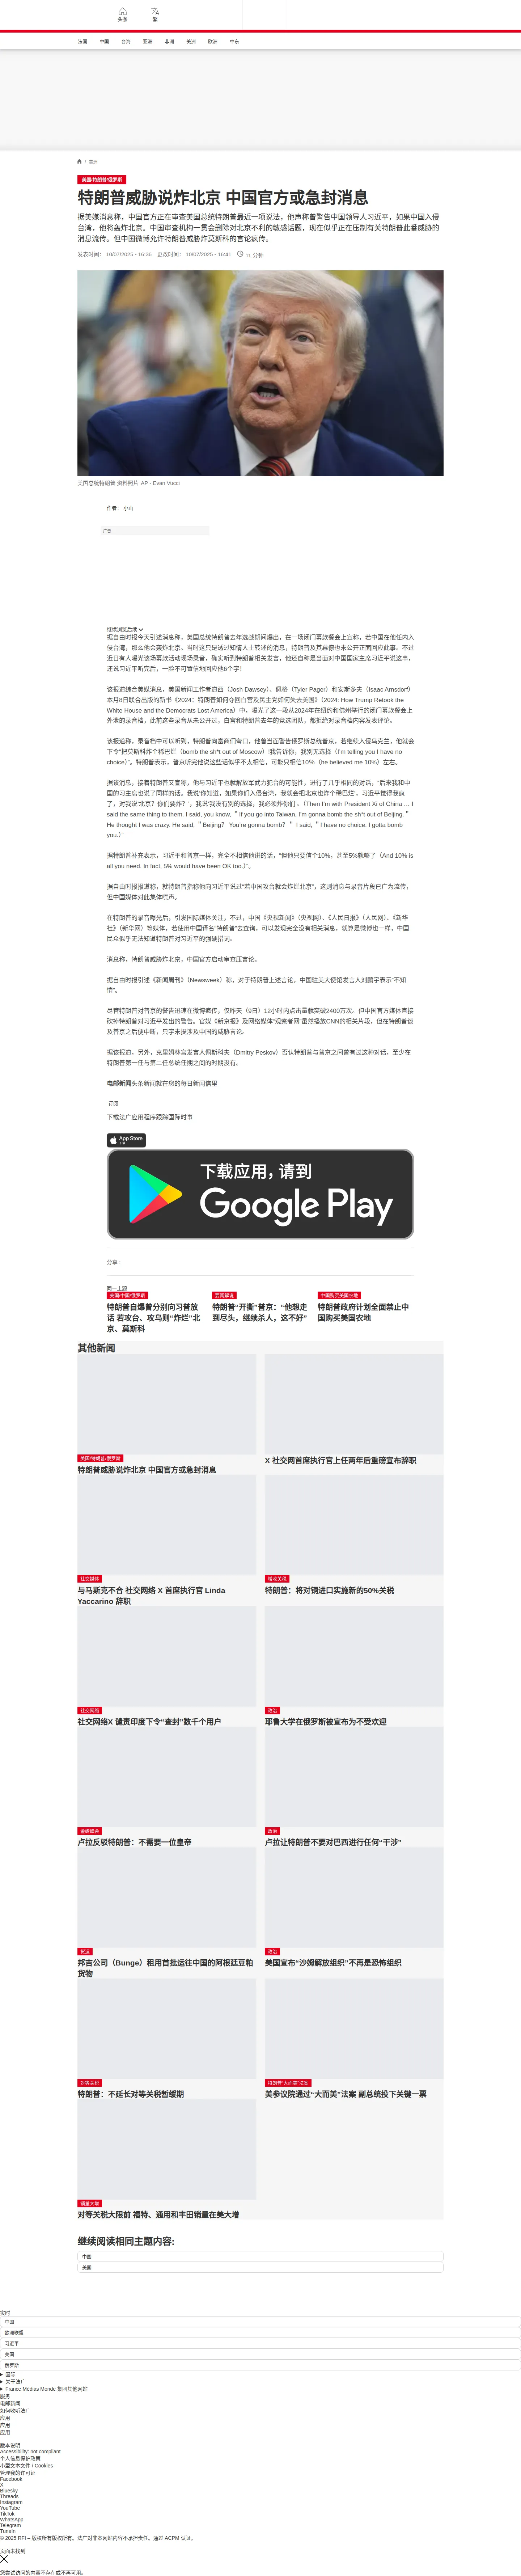 头条
繁
法国
中国
台海
亚洲
非洲
美洲
欧洲
中东
/ 美洲
美国/特朗普/俄罗斯
特朗普威胁说炸北京 中国官方或急封消息
据美媒消息称，中国官方正在审查美国总统特朗普最近一项说法，他声称曾警告中国领导人习近平，如果中国入侵
台湾，他将轰炸北京。中国审查机构一贯会删除对北京不利的敏感话题，现在似乎正在压制有关特朗普此番威胁的
消息流传。但中国微博允许特朗普威胁炸莫斯科的言论疯传。
发表时间： 10/07/2025 - 16:36 更改时间： 10/07/2025 - 16:41 11 分钟
美国总统特朗普 资料照片 AP - Evan Vucci
作者： 小山
广告
继续浏览后续
据自由时报今天引述消息称，美国总统特朗普去年选战期间爆出，在一场闭门募款餐会上宣称，若中国在他任内入
侵台湾，那么他会轰炸北京。当时这只是透过知情人士转述的消息，特朗普及其幕僚也未公开正面回应此事。不过
近日有人曝光该场募款活动现场录音，确实听到特朗普相关发言，他还自称是当面对中国国家主席习近平说这事，
还说习近平听完后，一脸不可置信地回应他6个字！
该报道综合美媒消息，美国新闻工作者道西（Josh Dawsey）、佩格（Tyler Pager）和安斯多夫（Isaac Arnsdorf）
本月8日联合出版的新书《2024：特朗普如何夺回白宫及民主党如何失去美国》（2024: How Trump Retook the
White House and the Democrats Lost America）中，曝光了这一段从2024年在纽约和佛州举行的闭门募款餐会上
外泄的录音档。此前这些录音从未公开过，白宫和特朗普去年的竞选团队，都拒绝对录音档内容发表评论。
该报道称，录音档中可以听到，特朗普向富商们夸口，他曾当面警告俄罗斯总统普京，若继续入侵乌克兰，他就会
下令“把莫斯科炸个稀巴烂（bomb the sh*t out of Moscow）!我告诉你，我别无选择（I’m telling you I have no
choice）”。特朗普表示，普京听完他说这些话似乎不太相信，可能只相信10％（he believed me 10%）左右。
据该消息，接着特朗普又宣称，他与习近平也就解放军武力犯台的可能性，进行了几乎相同的对话，“后来我和中
国的习主席也说了同样的话。我说‘你知道，如果你们入侵台湾，我就会把北京也炸个稀巴烂’，习近平觉得我疯
了，对我说‘北京？你们要炸？ ’，我说‘我没有别的选择，我必须炸你们’，（Then I’m with President Xi of China … I
said the same thing to them. I said, you know, ＂If you go into Taiwan, I’m gonna bomb the sh*t out of Beijing.＂
He thought I was crazy. He said, ＂Beijing？ You’re gonna bomb？＂ I said, ＂I have no choice. I gotta bomb
you.）”
据特朗普补充表示，习近平和普京一样，完全不相信他讲的话，“但他只要信个10%，甚至5%就够了（And 10% is
all you need. In fact, 5% would have been OK too.）”。
据自由时报报道称，就特朗普指称他向习近平说过“若中国攻台就会炸烂北京”，这则消息与录音片段已广为流传，
但中国媒体对此集体噤声。
在特朗普的录音曝光后，引发国际媒体关注，不过，中国《央视新闻》（央视网）、《人民日报》（人民网）、《新华
社》（新华网）等媒体，若使用中国译名“特朗普”去查询，可以发现完全没有相关消息，就算是微博也一样，中国
民众似乎无法知道特朗普对习近平的强硬措词。
消息称，特朗普威胁炸北京，中国官方启动审查压言论。
据自由时报引述《新闻周刊》（Newsweek）称，对于特朗普上述言论，中国驻美大使馆发言人刘鹏宇表示“不知
情”。
尽管特朗普对普京的警告迅速在微博疯传，仅昨天（9日）12小时内点击量就突破2400万次。但中国官方媒体直接
砍掉特朗普对习近平发出的警告，官媒《新京报》及网络媒体“观察者网”虽然播放CNN的相关片段，但在特朗普谈
及普京之后便中断，只字未提涉及中国的威胁言论。
据该报道，另外，克里姆林宫发言人佩斯科夫（Dmitry Peskov）否认特朗普与普京之间曾有过这种对话，至少在
特朗普第一任与第二任总统任期之间的时期没有。
电邮新闻头条新闻就在您的每日新闻信里
订阅
下载法广应用程序跟踪国际时事
App Store
下载
下载应用，请到
Google Play
分享 :
同一主题
美国/中国/俄罗斯
特朗普自爆曾分别向习普放
话 若攻台、攻乌则“炸烂”北
京、莫斯科
要闻解说
特朗普“开撕”普京：“他想走
到尽头，继续杀人，这不好”
中国购买美国农地
特朗普政府计划全面禁止中
国购买美国农地
其他新闻
美国/特朗普/俄罗斯
特朗普威胁说炸北京 中国官方或急封消息
X 社交网首席执行官上任两年后重磅宣布辞职
社交媒体
与马斯克不合 社交网络 X 首席执行官 Linda
Yaccarino 辞职
增收关税
特朗普：将对铜进口实施新的50%关税
社交网络
社交网络X 谴责印度下令“查封”数千个用户
政治
耶鲁大学在俄罗斯被宣布为不受欢迎
金砖峰会
卢拉反驳特朗普：不需要一位皇帝
政治
卢拉让特朗普不要对巴西进行任何“干涉”
货运
邦吉公司（Bunge）租用首批运往中国的阿根廷豆粕
货物
政治
美国宣布“沙姆解放组织”不再是恐怖组织
对等关税
特朗普：不延长对等关税暂缓期
特朗普“大而美”法案
美参议院通过“大而美”法案 副总统投下关键一票
销量大增
对等关税大限前 福特、通用和丰田销量在美大增
继续阅读相同主题内容:
中国
美国
实时
中国
欧洲联盟
习近平
美国
俄罗斯
国际
关于法广
France Médias Monde 集团其他网站
服务
电邮新闻
如何收听法广
应用
应用
应用
版本说明
Accessibility: not compliant
个人信息保护政策
小型文本文件 / Cookies
管理我的许可证
Facebook
X
Bluesky
Threads
Instagram
YouTube
TikTok
WhatsApp
Telegram
TuneIn
© 2025 RFI – 版权所有版权所有。法广对非本网站内容不承担责任。通过 ACPM 认证。
页面未找到
您尝试访问的内容不存在或不再可用。